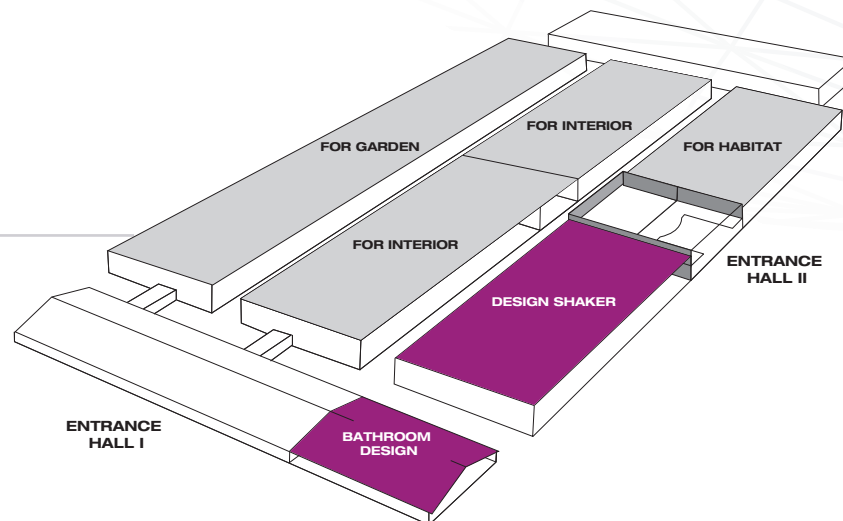 FOR INTERIOR
FOR GARDEN
FOR HABITAT
FOR INTERIOR
ENTRANCE
HALL II
DESIGN SHAKER
ENTRANCE
HALL I
BATHROOM
DESIGN